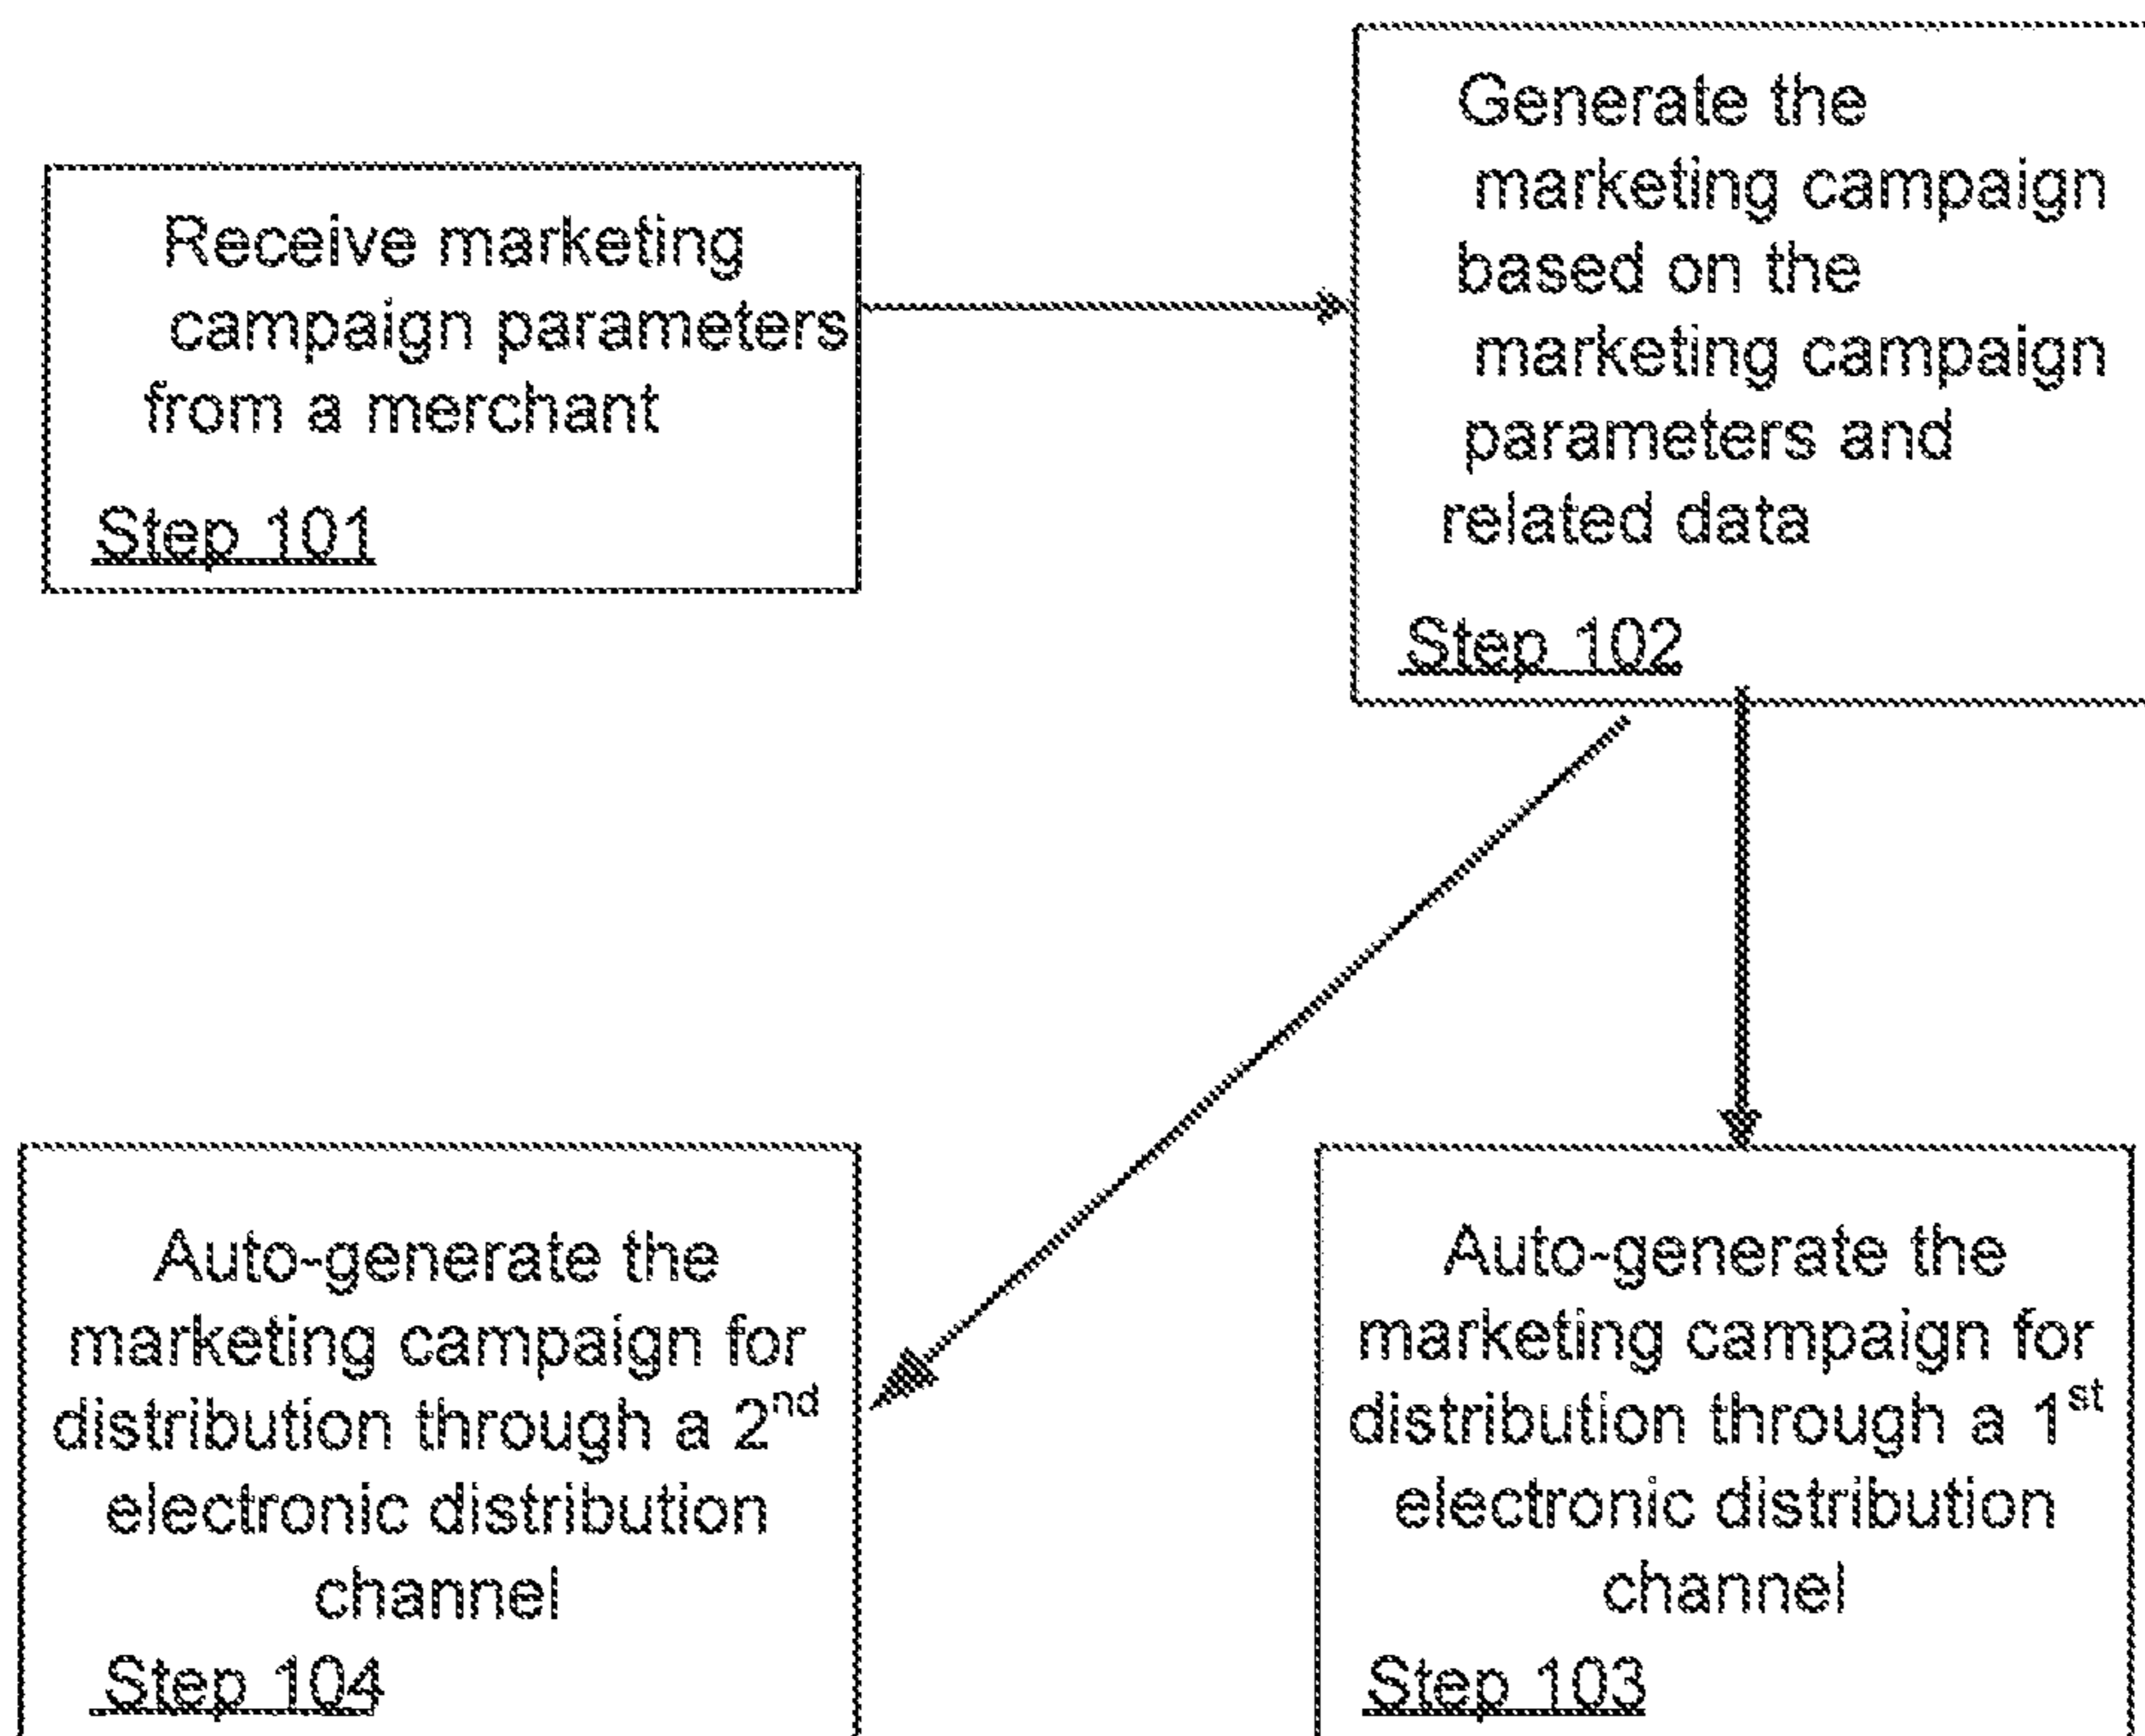 Receive marketing
campaign parameters
from a merchant
Step 101
Generate the
marketing campaign
based on the
marketing campaign
parameters and
related data
Step 102
Auto-generate the
marketing campaign for
distribution through a 2nd
electronic distribution
channel
Step 104
Auto-generate the
marketing campaign for
distribution through a 1st
electronic distribution
channel
Step 103